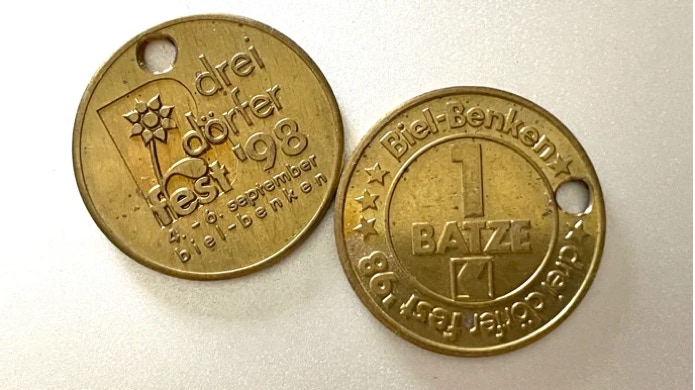 drei
dörfer
fest '98
4. - 6. september
biel-benken
Biel-Benken
1
BATZE
drei dörfer fest '98